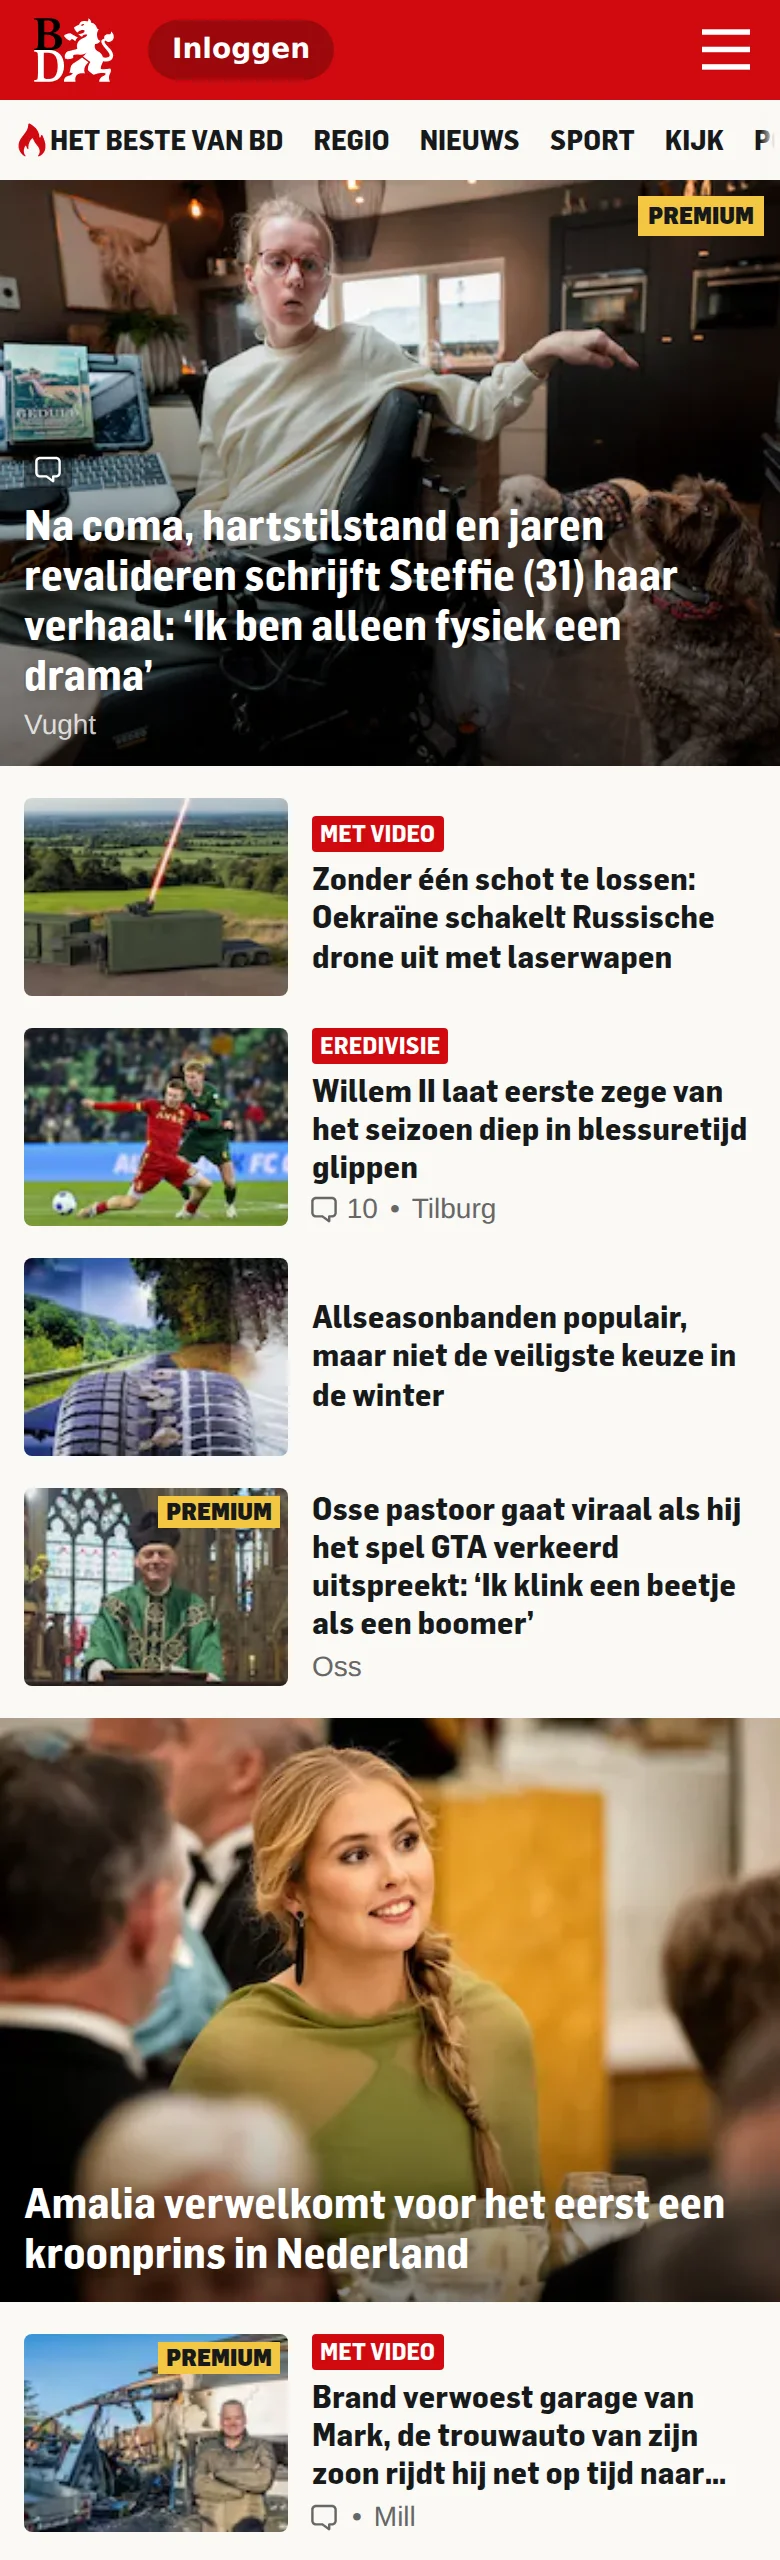 B
D
Inloggen
HET BESTE VAN BD REGIO NIEUWS SPORT KIJK
PREMIUM
GEDULD
Na coma, hartstilstand en jaren
revalideren schrijft Steffie (31) haar
verhaal: ‘Ik ben alleen fysiek een
drama’
Vught
MET VIDEO
Zonder één schot te lossen:
Oekraïne schakelt Russische
drone uit met laserwapen
EREDIVISIE
Willem II laat eerste zege van
het seizoen diep in blessuretijd
glippen
10 • Tilburg
Allseasonbanden populair,
maar niet de veiligste keuze in
de winter
PREMIUM
Osse pastoor gaat viraal als hij
het spel GTA verkeerd
uitspreekt: ‘Ik klink een beetje
als een boomer’
Oss
Amalia verwelkomt voor het eerst een
kroonprins in Nederland
PREMIUM
MET VIDEO
Brand verwoest garage van
Mark, de trouwauto van zijn
zoon rijdt hij net op tijd naar...
• Mill